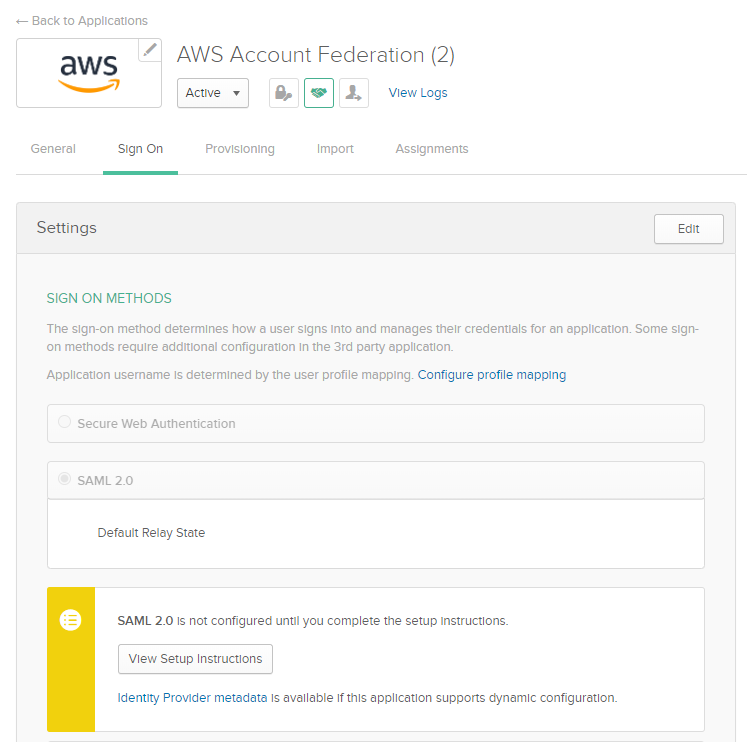 ← Back to Applications
aws
AWS Account Federation (2)
Active
View Logs
General
Sign On
Provisioning
Import
Assignments
Settings
Edit
SIGN ON METHODS
The sign-on method determines how a user signs into and manages their credentials for an application. Some sign-
on methods require additional configuration in the 3rd party application.
Application username is determined by the user profile mapping. Configure profile mapping
Secure Web Authentication
SAML 2.0
Default Relay State
SAML 2.0 is not configured until you complete the setup instructions.
View Setup Instructions
Identity Provider metadata is available if this application supports dynamic configuration.